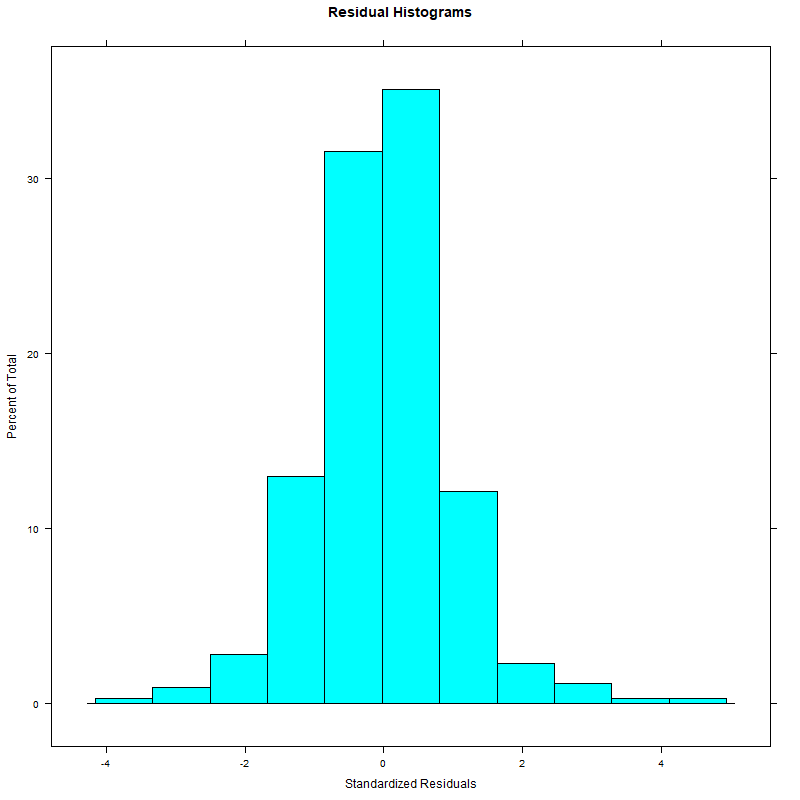 Residual Histograms
30
20
10
0
Percent of Total
-4 -2 0 2 4
Standardized Residuals